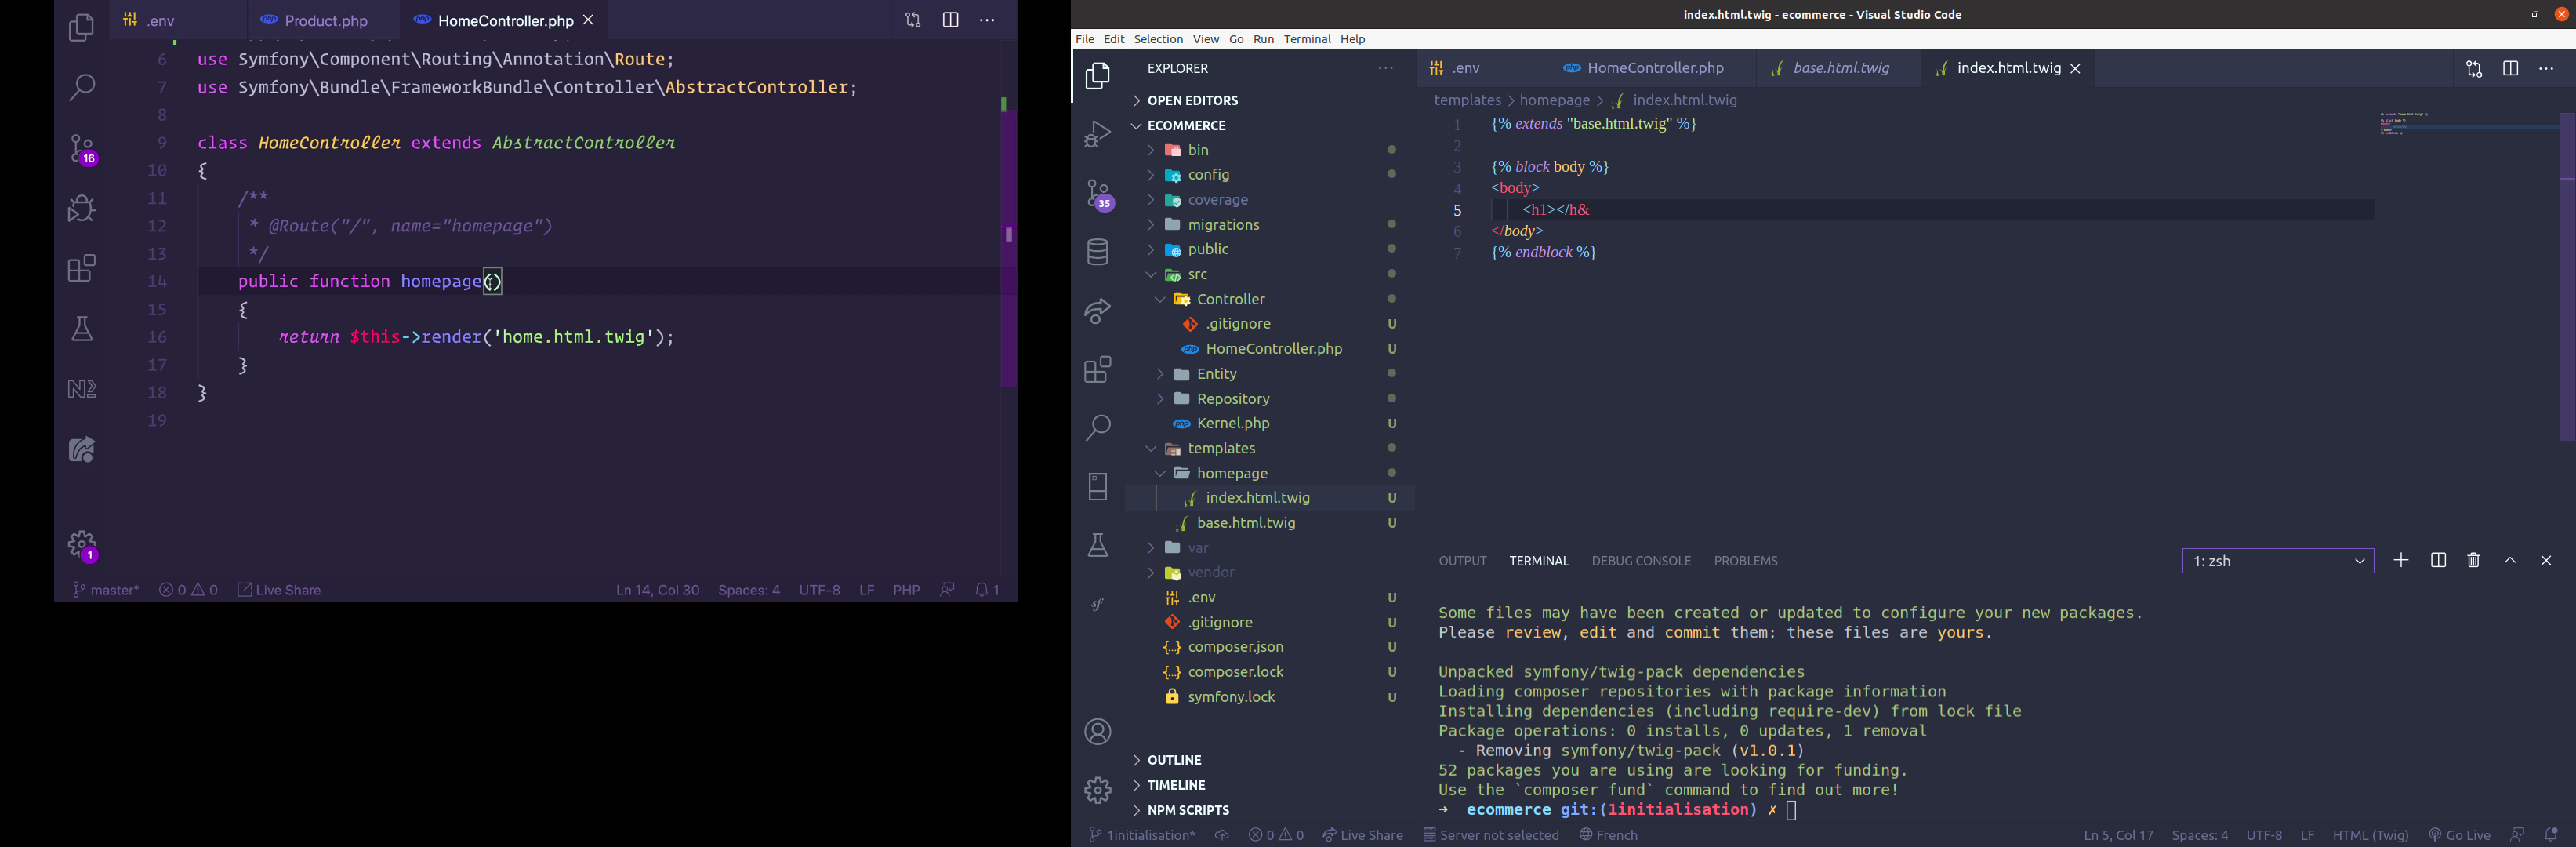 .env
Product.php
HomeController.php
6 use Symfony\Component\Routing\Annotation\Route;
7 use Symfony\Bundle\FrameworkBundle\Controller\AbstractController;
8
9 class HomeController extends AbstractController
10 {
11 /**
12 * @Route("/", name="homepage")
13 */
14 public function homepage()
15 {
16 return $this->render('home.html.twig');
17 }
18 }
19
16
1
master* 0 0 Live Share Ln 14, Col 30 Spaces: 4 UTF-8 LF PHP 1
index.html.twig - ecommerce - Visual Studio Code
File Edit Selection View Go Run Terminal Help
EXPLORER
OPEN EDITORS
ECOMMERCE
bin
config
coverage
migrations
public
src
Controller
.gitignore U
HomeController.php U
Entity
Repository
Kernel.php U
templates
homepage
index.html.twig U
base.html.twig U
var
vendor
.env U
.gitignore U
composer.json U
composer.lock U
symfony.lock U
OUTLINE
TIMELINE
NPM SCRIPTS
35
sf
.env
HomeController.php
base.html.twig
index.html.twig
templates > homepage > index.html.twig
1 {% extends "base.html.twig" %}
2
3 {% block body %}
4 <body>
5 <h1></h&
6 </body>
7 {% endblock %}
OUTPUT TERMINAL DEBUG CONSOLE PROBLEMS 1: zsh
Some files may have been created or updated to configure your new packages.
Please review, edit and commit them: these files are yours.
Unpacked symfony/twig-pack dependencies
Loading composer repositories with package information
Installing dependencies (including require-dev) from lock file
Package operations: 0 installs, 0 updates, 1 removal
- Removing symfony/twig-pack (v1.0.1)
52 packages you are using are looking for funding.
Use the `composer fund` command to find out more!
➜ ecommerce git:(1initialisation) ✗
1initialisation* 0 0 Live Share Server not selected French Ln 5, Col 17 Spaces: 4 UTF-8 LF HTML (Twig) Go Live